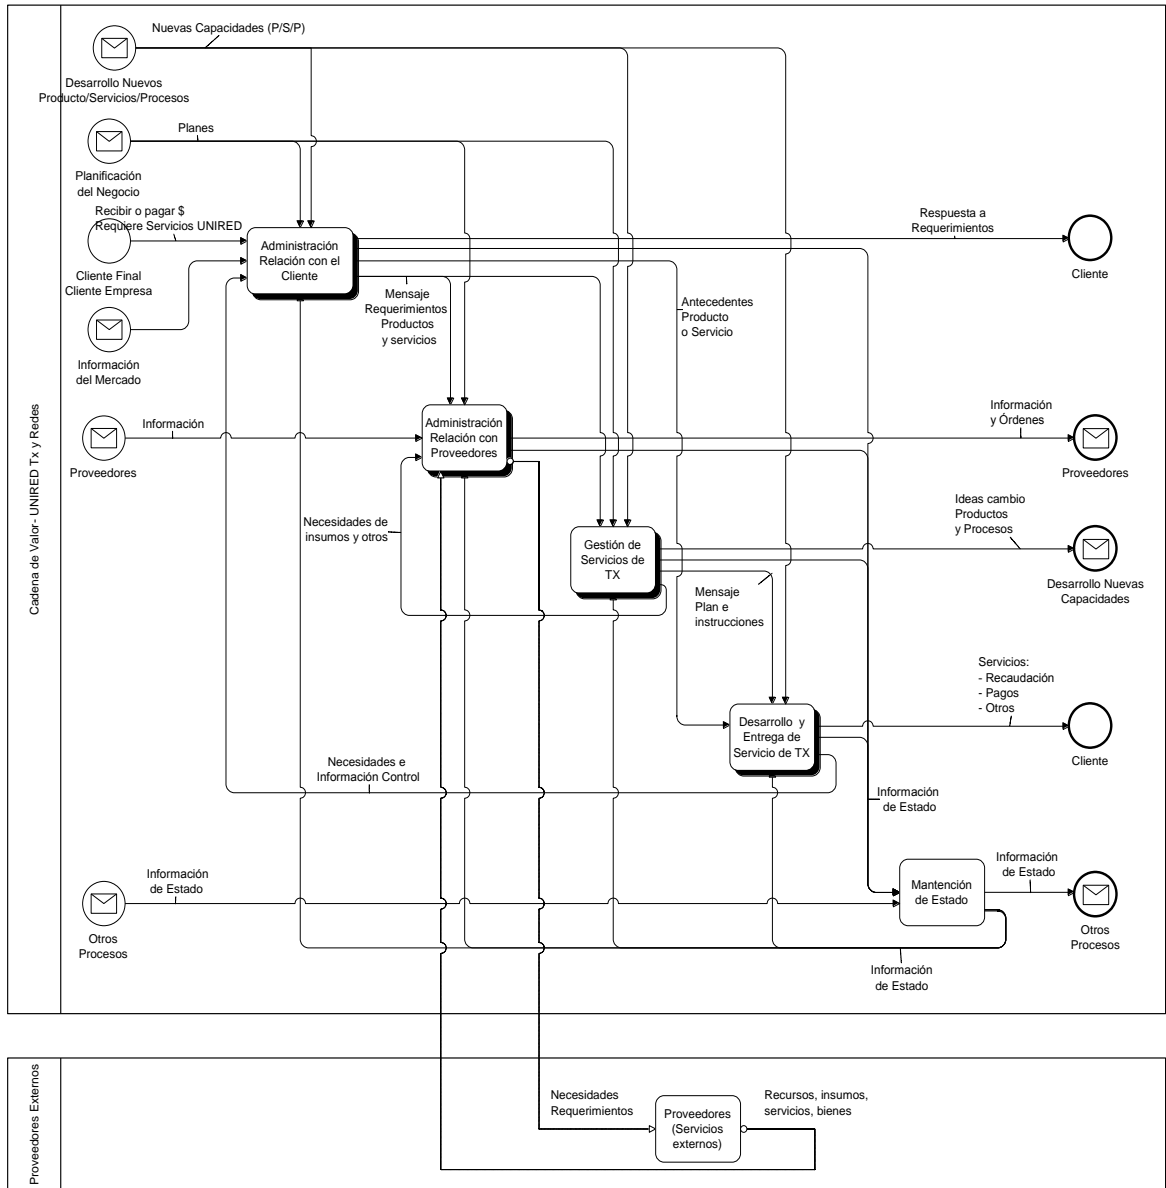 Nuevas Capacidades (P/S/P)
Desarrollo Nuevos
Producto/Servicios/Procesos
Planes
Planificación
del Negocio
Recibir o pagar $
Requiere Servicios UNIRED
Cliente Final
Cliente Empresa
Administración
Relación con el
Cliente
Respuesta a
Requerimientos
Cliente
Mensaje
Requerimientos
Productos
y servicios
Antecedentes
Producto
o Servicio
Información
del Mercado
Información
Proveedores
Administración
Relación con
Proveedores
Información
y Órdenes
Proveedores
Necesidades de
insumos y otros
Gestión de
Servicios de
TX
Ideas cambio
Productos
y Procesos
Desarrollo Nuevas
Capacidades
Mensaje
Plan e
instrucciones
Cadena de Valor- UNIRED Tx y Redes
Desarrollo y
Entrega de
Servicio de TX
Servicios:
- Recaudación
- Pagos
- Otros
Cliente
Necesidades e
Información Control
Información
de Estado
Información
de Estado
Otros
Procesos
Mantención
de Estado
Información
de Estado
Otros
Procesos
Información
de Estado
Proveedores Externos
Necesidades
Requerimientos
Proveedores
(Servicios
externos)
Recursos, insumos,
servicios, bienes